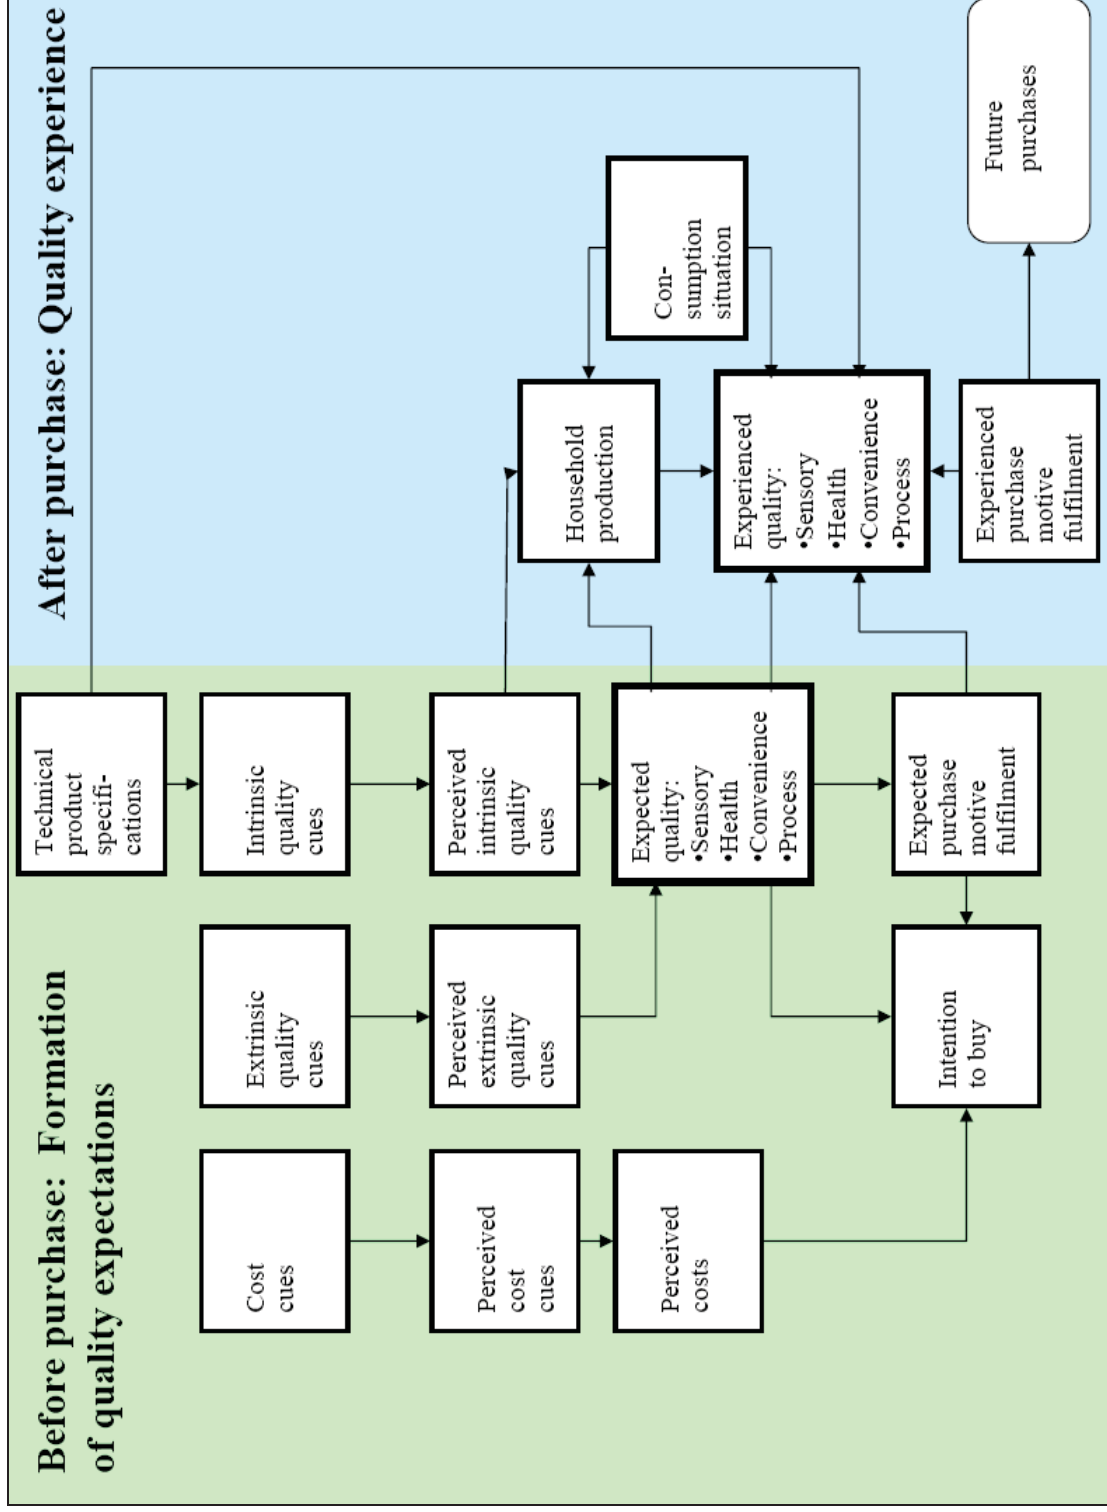 Before purchase: Formation
of quality expectations
After purchase: Quality experience
Cost
cues
Extrinsic
quality
cues
Intrinsic
quality
cues
Technical
product
specifi-
cations
Perceived
cost
cues
Perceived
extrinsic
quality
cues
Perceived
intrinsic
quality
cues
Perceived
costs
Expected
quality:
•Sensory
•Health
•Convenience
•Process
Intention
to buy
Expected
purchase
motive
fulfilment
Household
production
Con-
sumption
situation
Experienced
quality:
•Sensory
•Health
•Convenience
•Process
Experienced
purchase
motive
fulfilment
Future
purchases